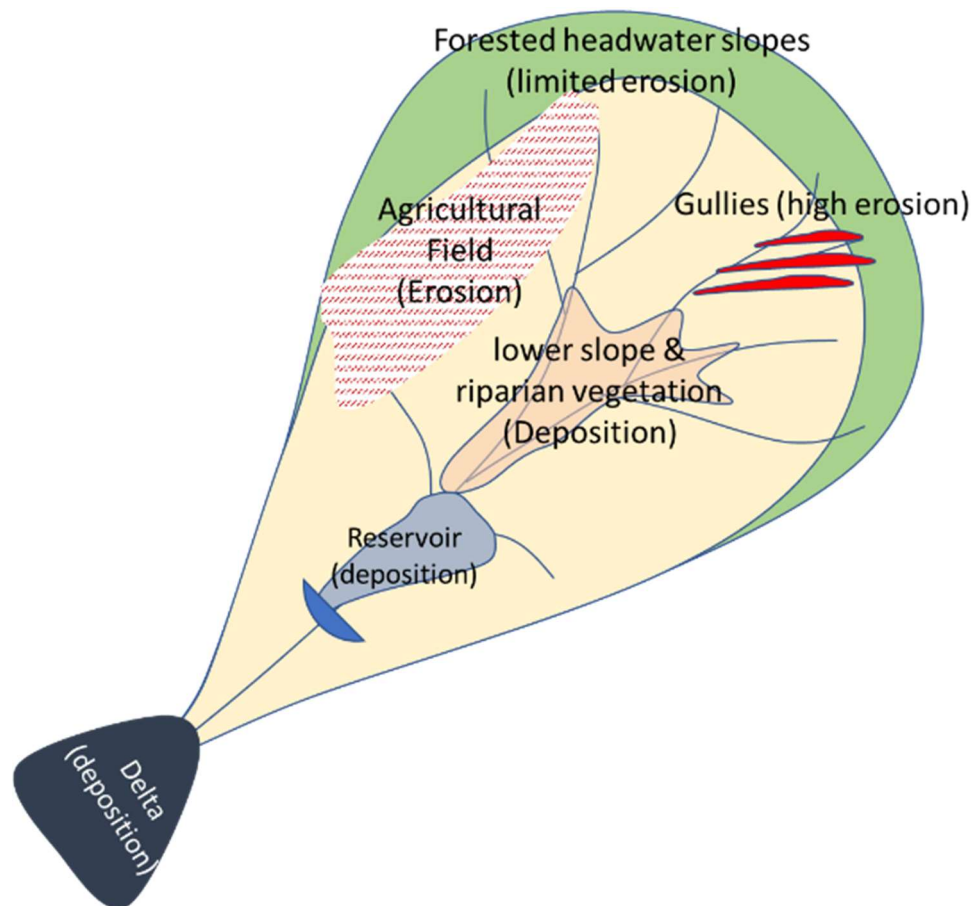 Forested headwater slopes
(limited erosion)
Agricultural
Field
(Erosion)
Gullies (high erosion)
lower slope &
riparian vegetation
(Deposition)
Reservoir
(deposition)
Delta
(deposition)